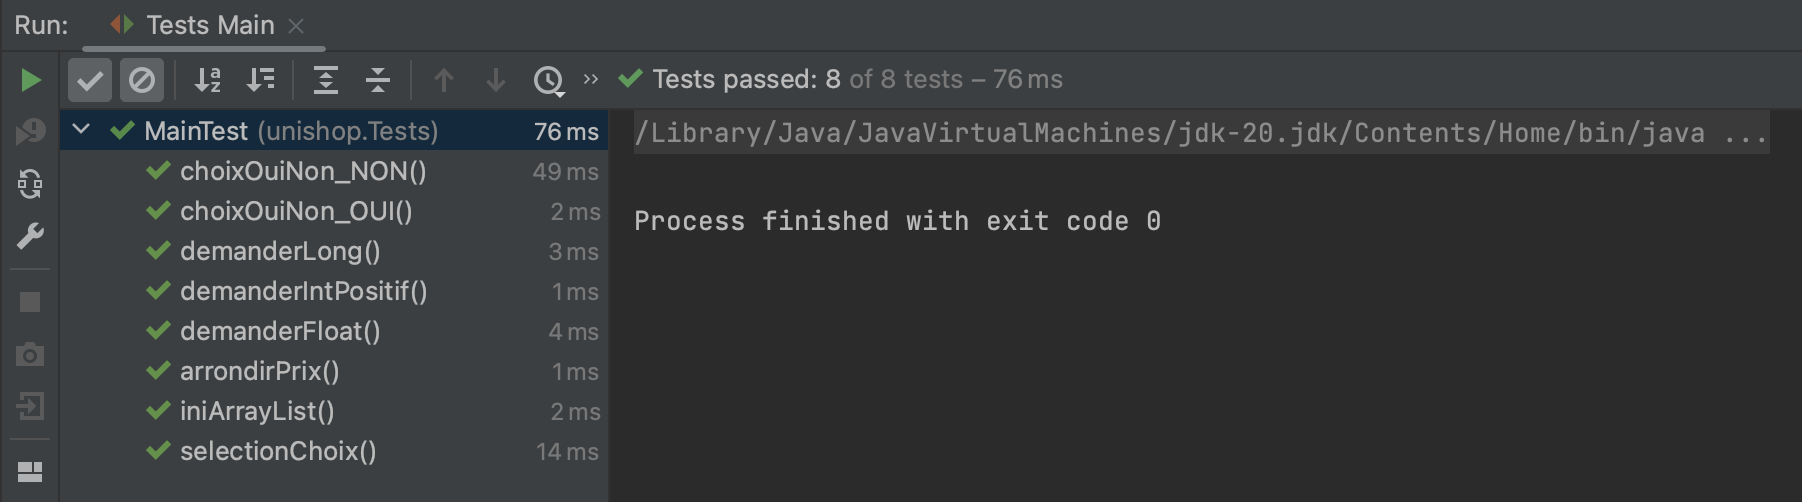 Run: Tests Main
Tests passed: 8 of 8 tests – 76 ms
MainTest (unishop.Tests) 76 ms
choixOuiNon_NON() 49 ms
choixOuiNon_OUI() 2 ms
demanderLong() 3 ms
demanderIntPositif() 1 ms
demanderFloat() 4 ms
arrondirPrix() 1 ms
iniArrayList() 2 ms
selectionChoix() 14 ms
/Library/Java/JavaVirtualMachines/jdk-20.jdk/Contents/Home/bin/java ...
Process finished with exit code 0